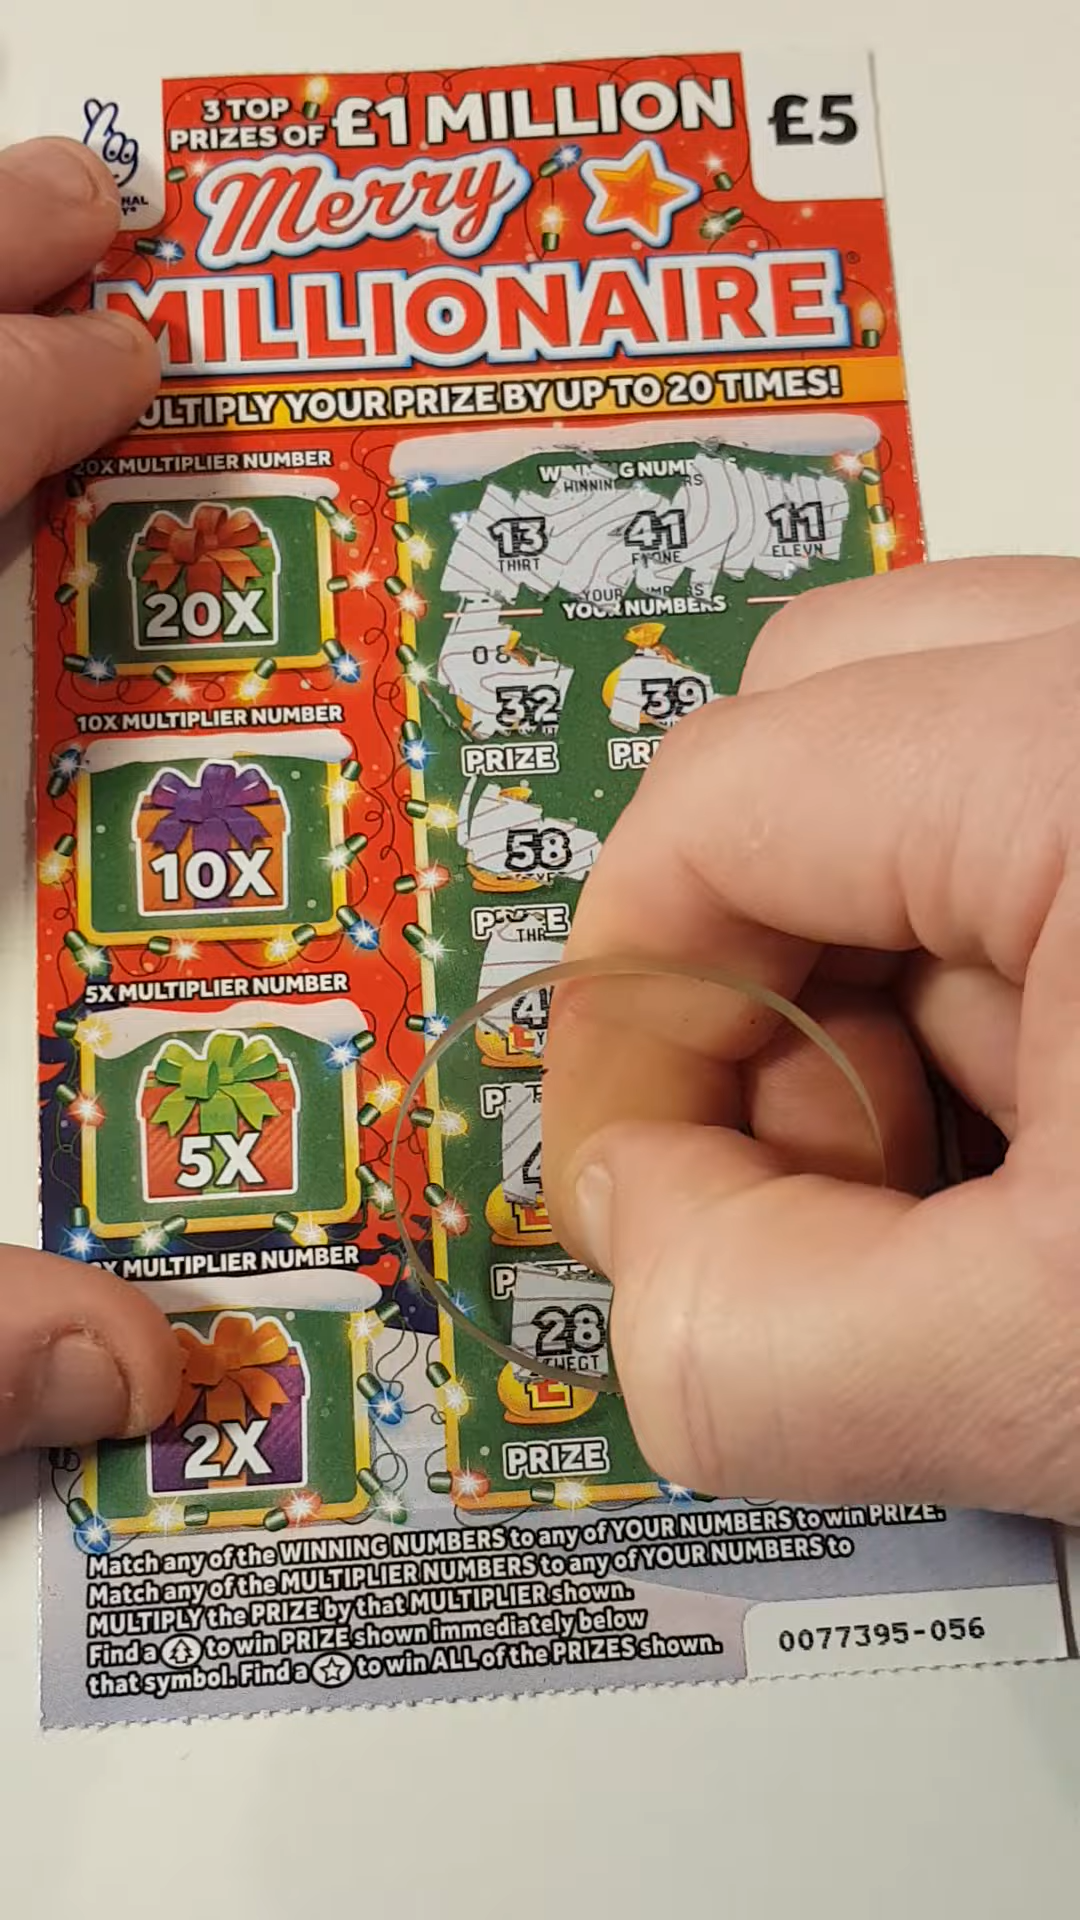 3 TOP
PRIZES OF £1 MILLION
£5
Merry
MILLIONAIRE
ULTIPLY YOUR PRIZE BY UP TO 20 TIMES!
20X MULTIPLIER NUMBER
20X
10X MULTIPLIER NUMBER
10X
5X MULTIPLIER NUMBER
5X
MULTIPLIER NUMBER
2X
13 41 11
THIRT ELEVN
YOUR NUMBERS
08
32 39
PRIZE
58
THR
28
TWEGT
PRIZE
Match any of the WINNING NUMBERS to any of YOUR NUMBERS to win PRIZE.
Match any of the MULTIPLIER NUMBERS to any of YOUR NUMBERS to
MULTIPLY the PRIZE by that MULTIPLIER shown.
Find a to win PRIZE shown immediately below
that symbol. Find a to win ALL of the PRIZES shown.
0077395-056